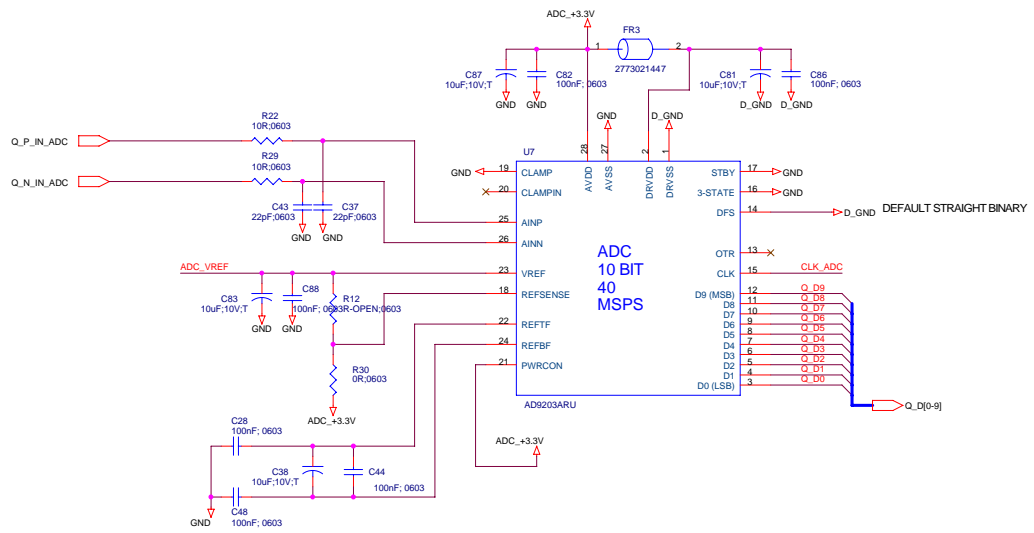 ADC_+3.3V
FR3
1
2
2773021447
C87
10uF;10V;T
C82
100nF; 0603
C81
10uF;10V;T
C86
100nF; 0603
GND
GND
D_GND
D_GND
GND
D_GND
R22
10R;0603
Q_P_IN_ADC
R29
10R;0603
Q_N_IN_ADC
C43
22pF;0603
C37
22pF;0603
GND
GND
U7
28
27
2
1
AVDD
AVSS
DRVDD
DRVSS
GND
19
CLAMP
20
CLAMPIN
25
AINP
26
AINN
23
VREF
18
REFSENSE
22
REFTF
24
REFBF
21
PWRCON
ADC
10 BIT
40
MSPS
STBY
17
GND
3-STATE
16
GND
DFS
14
D_GND
DEFAULT STRAIGHT BINARY
OTR
13
CLK
15
CLK_ADC
D9 (MSB)
12
Q_D9
D8
11
Q_D8
D7
10
Q_D7
D6
9
Q_D6
D5
8
Q_D5
D4
7
Q_D4
D3
6
Q_D3
D2
5
Q_D2
D1
4
Q_D1
D0 (LSB)
3
Q_D0
Q_D[0-9]
AD9203ARU
ADC_VREF
C83
10uF;10V;T
C88
100nF; 0603
R12
R-OPEN;0603
GND
GND
R30
0R;0603
ADC_+3.3V
ADC_+3.3V
C28
100nF; 0603
C38
10uF;10V;T
C44
100nF; 0603
C48
100nF; 0603
GND